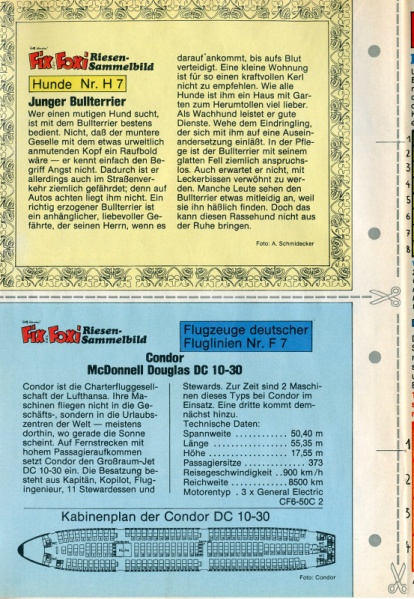 FIX und FOXI Riesen-
Sammelbild
Hunde Nr. H 7
Junger Bullterrier
Wer einen mutigen Hund sucht,
ist mit dem Bullterrier bestens
bedient. Nicht, daß der muntere
Geselle mit dem etwas urweltlich
anmutenden Kopf ein Raufbold
wäre — er kennt einfach den Be-
griff Angst nicht. Dadurch ist er
allerdings auch im Straßenver-
kehr ziemlich gefährdet; denn auf
Autos achten liegt ihm nicht. Ein
richtig erzogener Bullterrier ist
ein anhänglicher, liebevoller Ge-
fährte, der seinen Herrn, wenn es
darauf ankommt, bis aufs Blut
verteidigt. Eine kleine Wohnung
ist für so einen kraftvollen Kerl
nicht zu empfehlen. Wie alle
Hunde ist ihm ein Haus mit Gar-
ten zum Herumtollen viel lieber.
Als Wachhund leistet er gute
Dienste. Wehe dem Eindringling,
der sich mit ihm auf eine Ausein-
andersetzung einläßt. In der Pfle-
ge ist der Bullterrier mit seinem
glatten Fell ziemlich anspruchs-
los. Auch erwartet er nicht, mit
Leckerbissen verwöhnt zu wer-
den. Manche Leute sehen den
Bullterrier etwas mitleidig an, weil
sie ihn häßlich finden. Doch das
kann diesen Rassehund nicht aus
der Ruhe bringen.
Foto: A. Schmidecker
FIX und FOXI Riesen-
Sammelbild
Flugzeuge deutscher
Fluglinien Nr. F 7
Condor
McDonnell Douglas DC 10-30
Condor ist die Charterfluggesell-
schaft der Lufthansa. Ihre Ma-
schinen fliegen nicht in die Ge-
schäfts-, sondern in die Urlaubs-
zentren der Welt — meistens
dorthin, wo gerade die Sonne
scheint. Auf Fernstrecken mit
hohem Passagieraufkommen
setzt Condor den Großraum-Jet
DC 10-30 ein. Die Besatzung be-
steht aus Kapitän, Kopilot, Flug-
ingenieur, 11 Stewardessen und
Stewards. Zur Zeit sind 2 Maschi-
nen dieses Typs bei Condor im
Einsatz. Eine dritte kommt dem-
nächst hinzu.
Technische Daten:
Spannweite ............ 50,40 m
Länge .................. 55,35 m
Höhe ................... 17,55 m
Passagiersitze ............ 373
Reisegeschwindigkeit ..900 km/h
Reichweite ............ 8500 km
Motorentyp . 3 x General Electric
CF6-50C 2
Kabinenplan der Condor DC 10-30
Foto: Condor